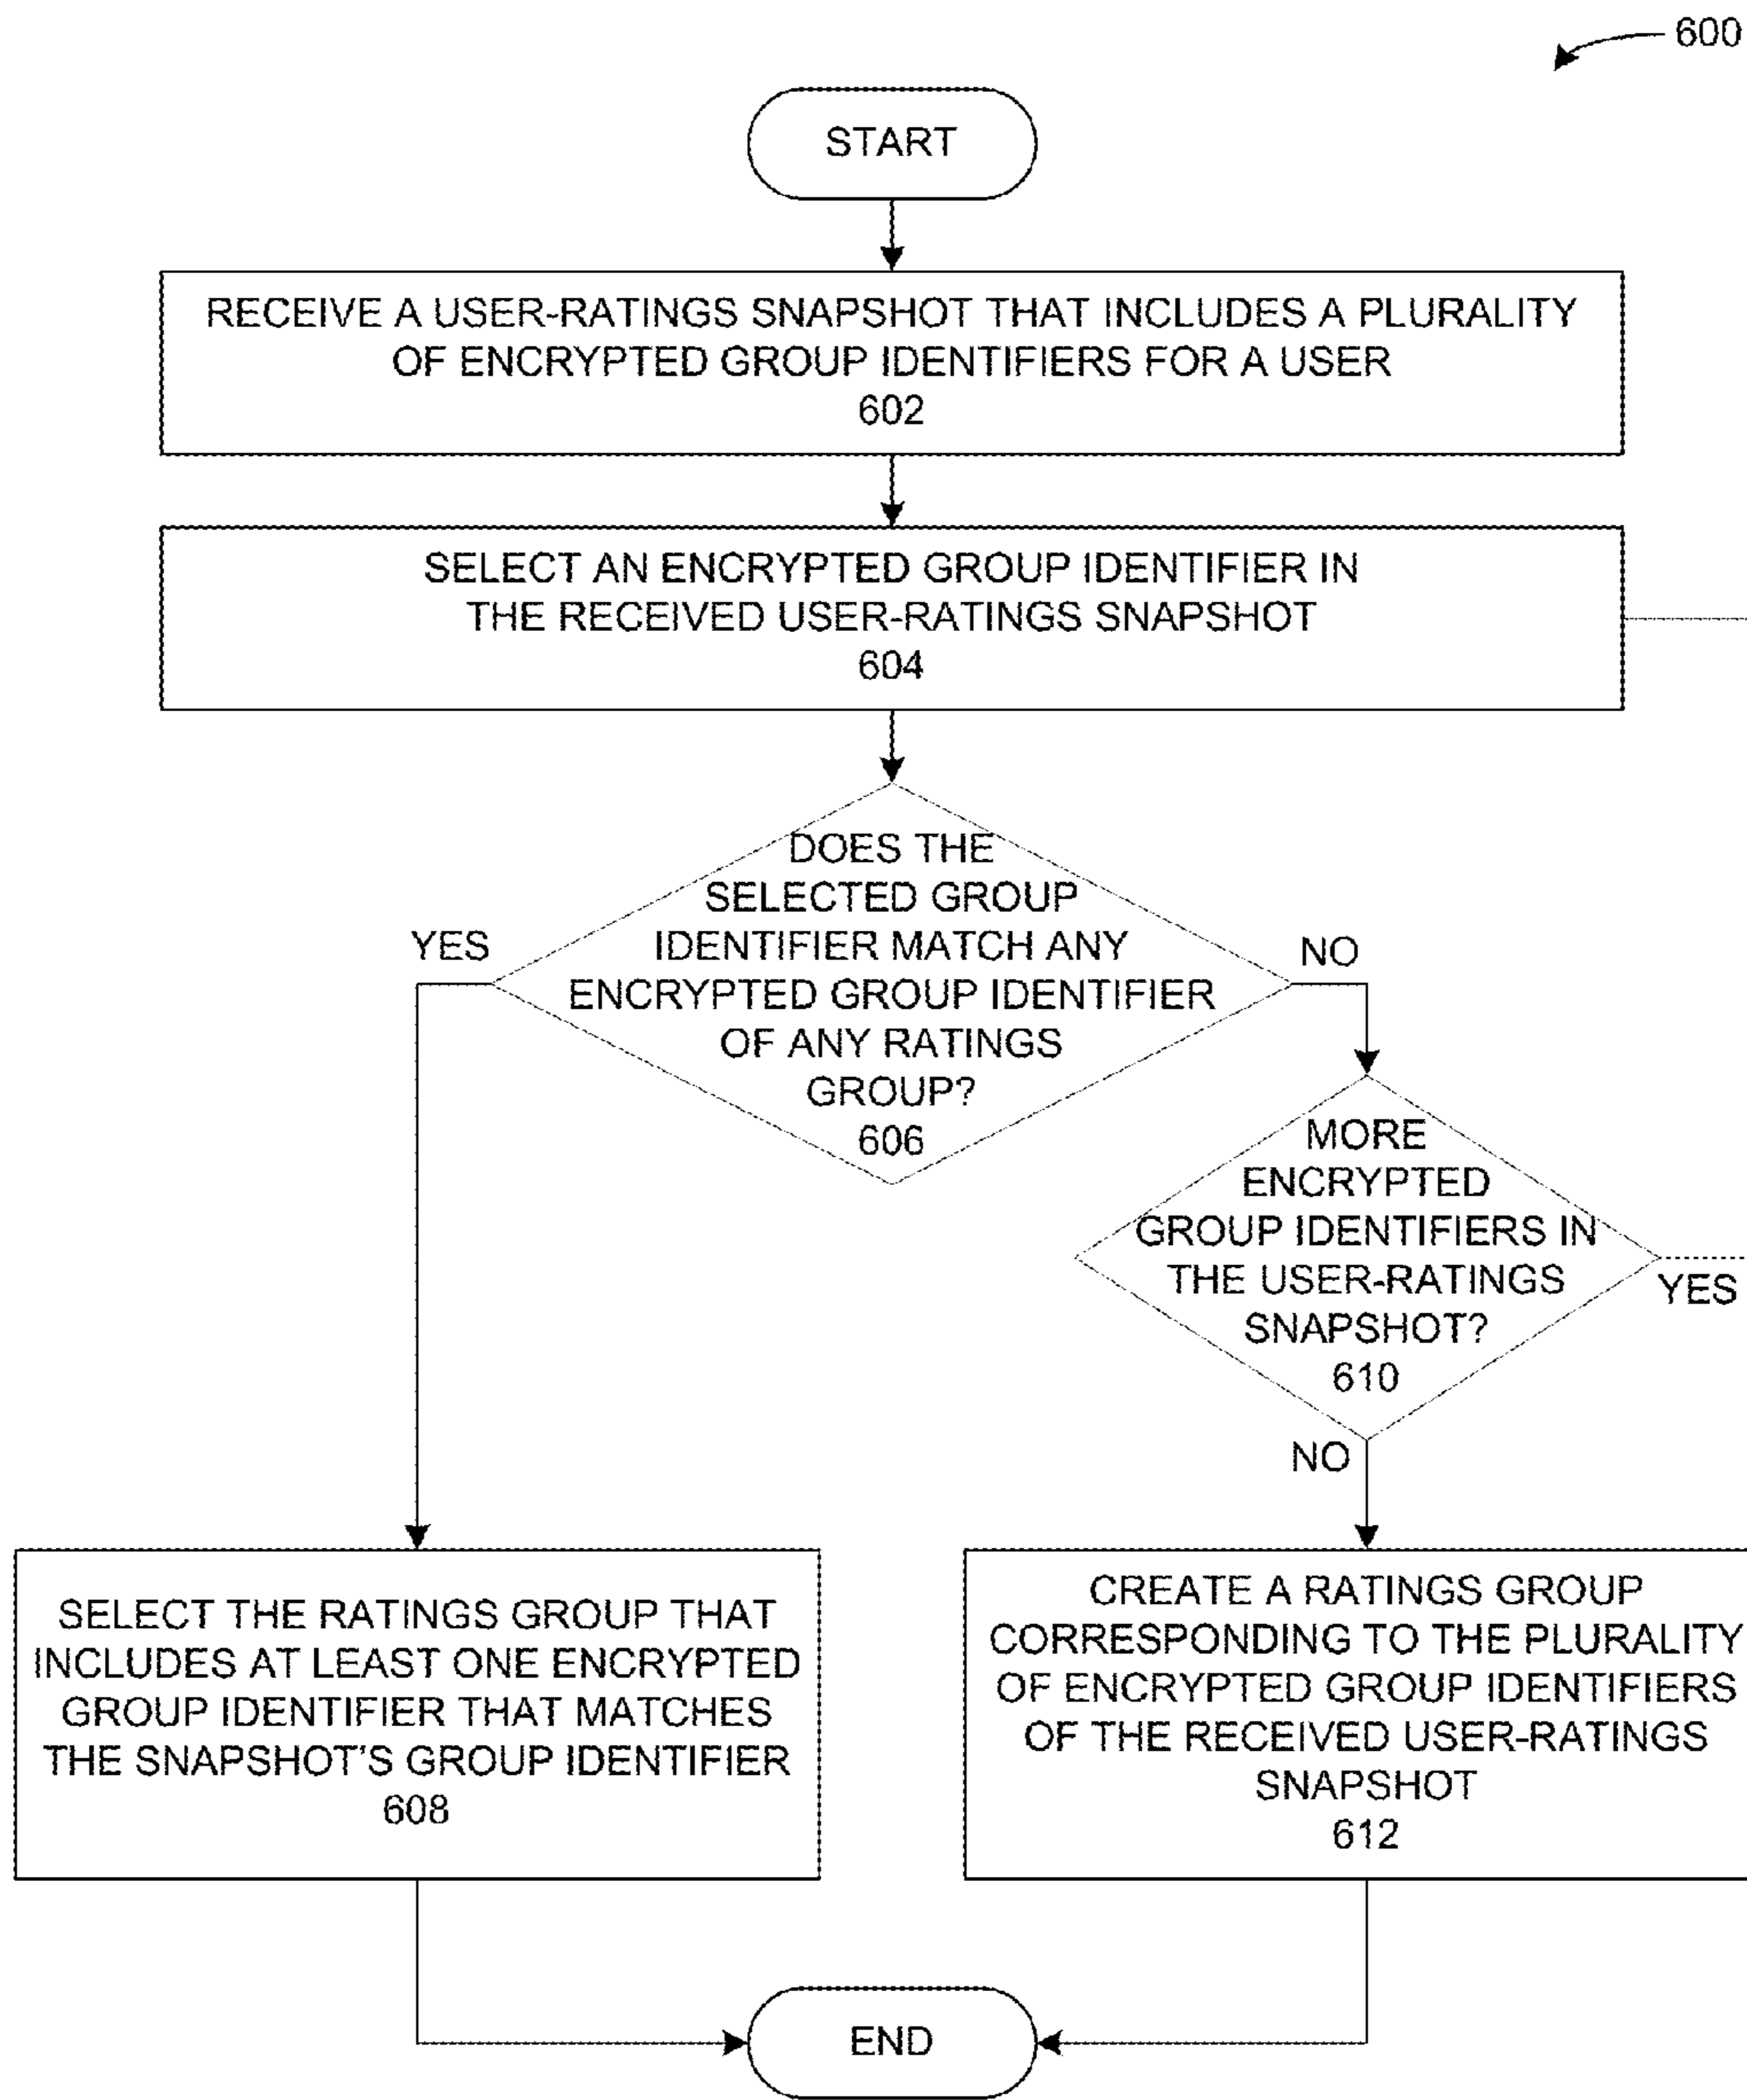 600
START
RECEIVE A USER-RATINGS SNAPSHOT THAT INCLUDES A PLURALITY
OF ENCRYPTED GROUP IDENTIFIERS FOR A USER
602
SELECT AN ENCRYPTED GROUP IDENTIFIER IN
THE RECEIVED USER-RATINGS SNAPSHOT
604
DOES THE
SELECTED GROUP
IDENTIFIER MATCH ANY
ENCRYPTED GROUP IDENTIFIER
OF ANY RATINGS
GROUP?
606
YES
NO
MORE
ENCRYPTED
GROUP IDENTIFIERS IN
THE USER-RATINGS
SNAPSHOT?
610
YES
NO
SELECT THE RATINGS GROUP THAT
INCLUDES AT LEAST ONE ENCRYPTED
GROUP IDENTIFIER THAT MATCHES
THE SNAPSHOT'S GROUP IDENTIFIER
608
CREATE A RATINGS GROUP
CORRESPONDING TO THE PLURALITY
OF ENCRYPTED GROUP IDENTIFIERS
OF THE RECEIVED USER-RATINGS
SNAPSHOT
612
END